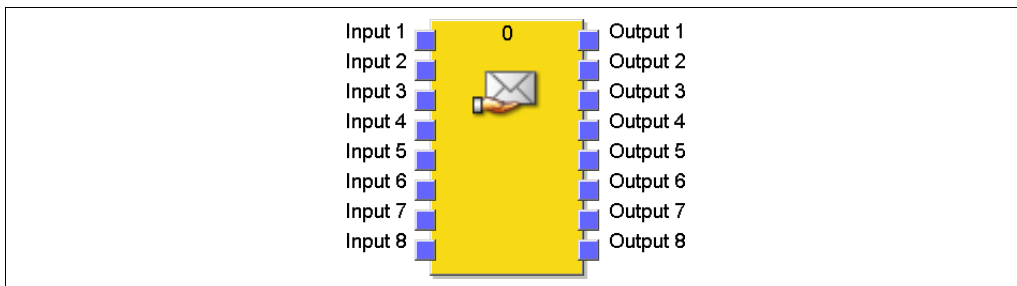 Input 1 0 Output 1
Input 2 Output 2
Input 3 Output 3
Input 4 Output 4
Input 5 Output 5
Input 6 Output 6
Input 7 Output 7
Input 8 Output 8